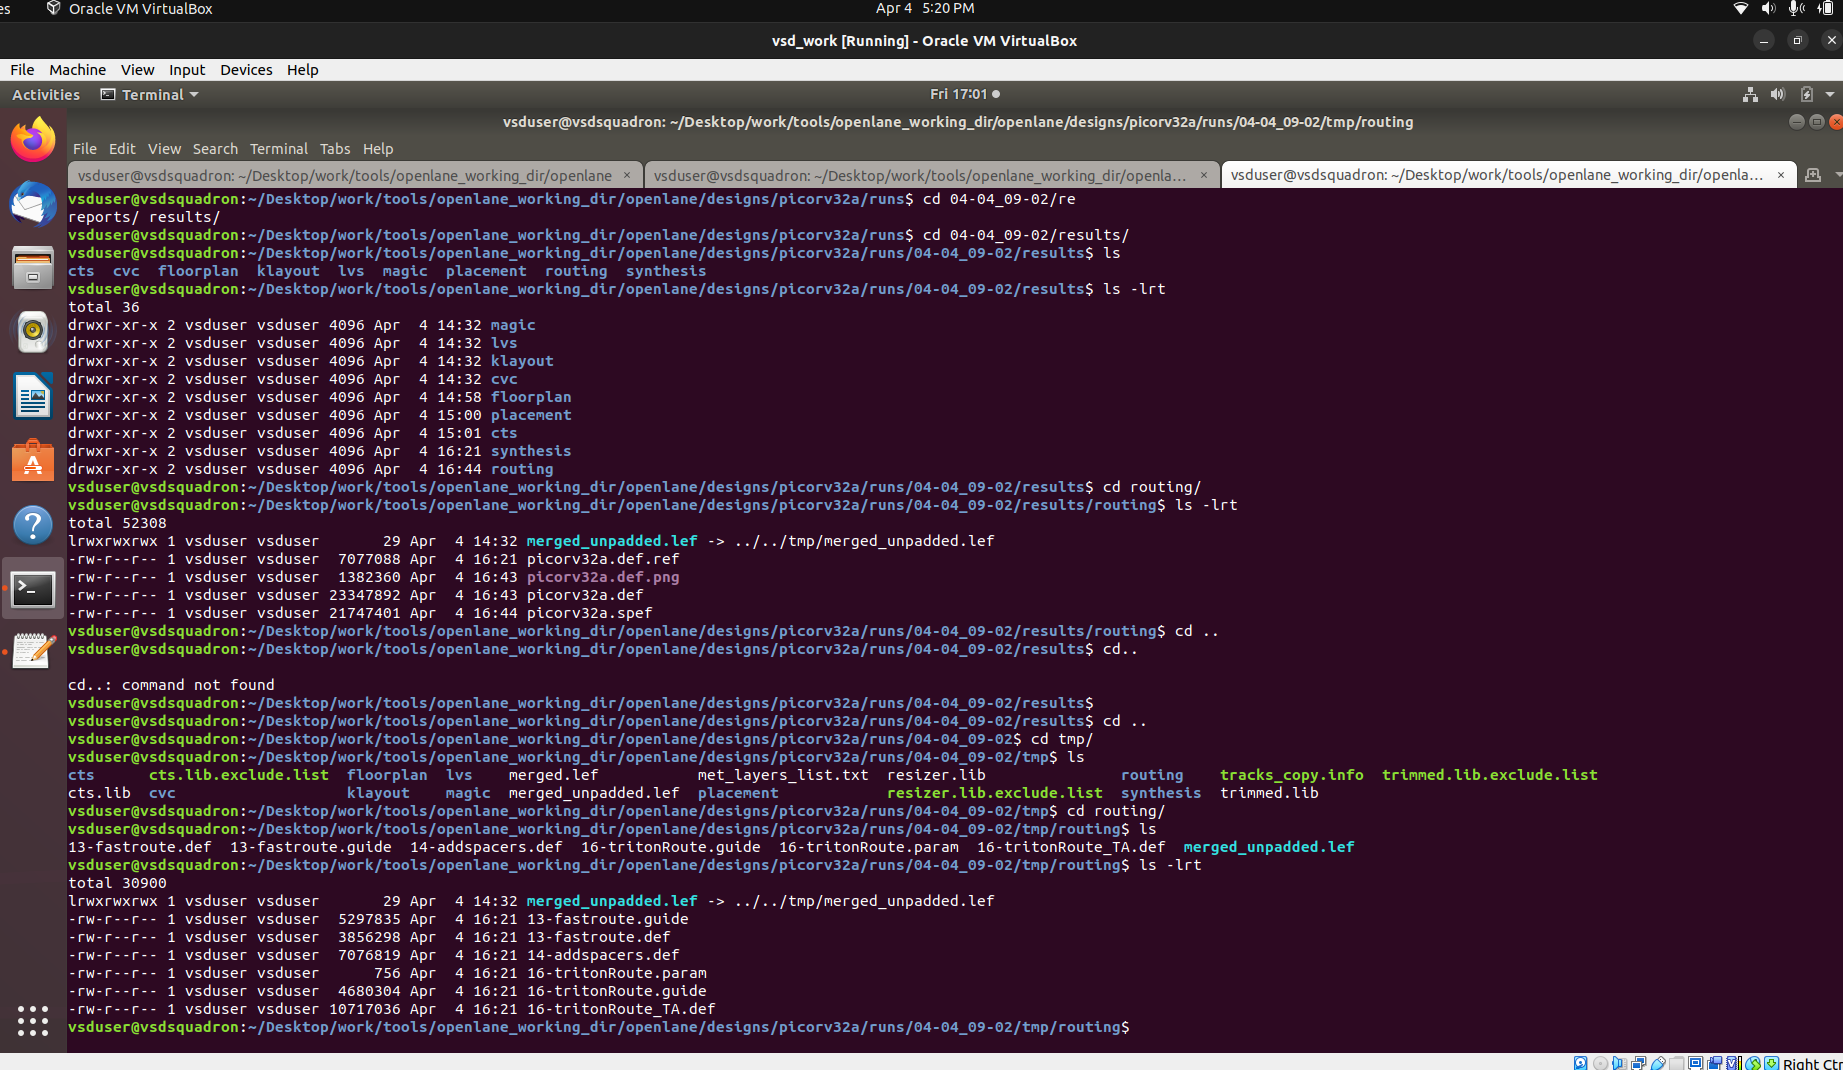 es Oracle VM VirtualBox Apr 4 5:20 PM
vsd_work [Running] - Oracle VM VirtualBox
File Machine View Input Devices Help
Activities Terminal Fri 17:01
vsduser@vsdsquadron: ~/Desktop/work/tools/openlane_working_dir/openlane/designs/picorv32a/runs/04-04_09-02/tmp/routing
File Edit View Search Terminal Tabs Help
vsduser@vsdsquadron: ~/Desktop/work/tools/openlane_working_dir/openlane × vsduser@vsdsquadron: ~/Desktop/work/tools/openlane_working_dir/openla... × vsduser@vsdsquadron: ~/Desktop/work/tools/openlane_working_dir/openla... ×
vsduser@vsdsquadron:~/Desktop/work/tools/openlane_working_dir/openlane/designs/picorv32a/runs$ cd 04-04_09-02/re
reports/ results/
vsduser@vsdsquadron:~/Desktop/work/tools/openlane_working_dir/openlane/designs/picorv32a/runs$ cd 04-04_09-02/results/
vsduser@vsdsquadron:~/Desktop/work/tools/openlane_working_dir/openlane/designs/picorv32a/runs/04-04_09-02/results$ ls
cts cvc floorplan klayout lvs magic placement routing synthesis
vsduser@vsdsquadron:~/Desktop/work/tools/openlane_working_dir/openlane/designs/picorv32a/runs/04-04_09-02/results$ ls -lrt
total 36
drwxr-xr-x 2 vsduser vsduser 4096 Apr 4 14:32 magic
drwxr-xr-x 2 vsduser vsduser 4096 Apr 4 14:32 lvs
drwxr-xr-x 2 vsduser vsduser 4096 Apr 4 14:32 klayout
drwxr-xr-x 2 vsduser vsduser 4096 Apr 4 14:32 cvc
drwxr-xr-x 2 vsduser vsduser 4096 Apr 4 14:58 floorplan
drwxr-xr-x 2 vsduser vsduser 4096 Apr 4 15:00 placement
drwxr-xr-x 2 vsduser vsduser 4096 Apr 4 15:01 cts
drwxr-xr-x 2 vsduser vsduser 4096 Apr 4 16:21 synthesis
drwxr-xr-x 2 vsduser vsduser 4096 Apr 4 16:44 routing
vsduser@vsdsquadron:~/Desktop/work/tools/openlane_working_dir/openlane/designs/picorv32a/runs/04-04_09-02/results$ cd routing/
vsduser@vsdsquadron:~/Desktop/work/tools/openlane_working_dir/openlane/designs/picorv32a/runs/04-04_09-02/results/routing$ ls -lrt
total 52308
lrwxrwxrwx 1 vsduser vsduser 29 Apr 4 14:32 merged_unpadded.lef -> ../../tmp/merged_unpadded.lef
-rw-r--r-- 1 vsduser vsduser 7077088 Apr 4 16:21 picorv32a.def.ref
-rw-r--r-- 1 vsduser vsduser 1382360 Apr 4 16:43 picorv32a.def.png
-rw-r--r-- 1 vsduser vsduser 23347892 Apr 4 16:43 picorv32a.def
-rw-r--r-- 1 vsduser vsduser 21747401 Apr 4 16:44 picorv32a.spef
vsduser@vsdsquadron:~/Desktop/work/tools/openlane_working_dir/openlane/designs/picorv32a/runs/04-04_09-02/results/routing$ cd ..
vsduser@vsdsquadron:~/Desktop/work/tools/openlane_working_dir/openlane/designs/picorv32a/runs/04-04_09-02/results$ cd..
cd..: command not found
vsduser@vsdsquadron:~/Desktop/work/tools/openlane_working_dir/openlane/designs/picorv32a/runs/04-04_09-02/results$
vsduser@vsdsquadron:~/Desktop/work/tools/openlane_working_dir/openlane/designs/picorv32a/runs/04-04_09-02/results$ cd ..
vsduser@vsdsquadron:~/Desktop/work/tools/openlane_working_dir/openlane/designs/picorv32a/runs/04-04_09-02$ cd tmp/
vsduser@vsdsquadron:~/Desktop/work/tools/openlane_working_dir/openlane/designs/picorv32a/runs/04-04_09-02/tmp$ ls
cts cts.lib.exclude.list floorplan lvs merged.lef met_layers_list.txt resizer.lib routing tracks_copy.info trimmed.lib.exclude.list
cts.lib cvc klayout magic merged_unpadded.lef placement resizer.lib.exclude.list synthesis trimmed.lib
vsduser@vsdsquadron:~/Desktop/work/tools/openlane_working_dir/openlane/designs/picorv32a/runs/04-04_09-02/tmp$ cd routing/
vsduser@vsdsquadron:~/Desktop/work/tools/openlane_working_dir/openlane/designs/picorv32a/runs/04-04_09-02/tmp/routing$ ls
13-fastroute.def 13-fastroute.guide 14-addspacers.def 16-tritonRoute.guide 16-tritonRoute.param 16-tritonRoute_TA.def merged_unpadded.lef
vsduser@vsdsquadron:~/Desktop/work/tools/openlane_working_dir/openlane/designs/picorv32a/runs/04-04_09-02/tmp/routing$ ls -lrt
total 30900
lrwxrwxrwx 1 vsduser vsduser 29 Apr 4 14:32 merged_unpadded.lef -> ../../tmp/merged_unpadded.lef
-rw-r--r-- 1 vsduser vsduser 5297835 Apr 4 16:21 13-fastroute.guide
-rw-r--r-- 1 vsduser vsduser 3856298 Apr 4 16:21 13-fastroute.def
-rw-r--r-- 1 vsduser vsduser 7076819 Apr 4 16:21 14-addspacers.def
-rw-r--r-- 1 vsduser vsduser 756 Apr 4 16:21 16-tritonRoute.param
-rw-r--r-- 1 vsduser vsduser 4680304 Apr 4 16:21 16-tritonRoute.guide
-rw-r--r-- 1 vsduser vsduser 10717036 Apr 4 16:21 16-tritonRoute_TA.def
vsduser@vsdsquadron:~/Desktop/work/tools/openlane_working_dir/openlane/designs/picorv32a/runs/04-04_09-02/tmp/routing$
Right Ctr